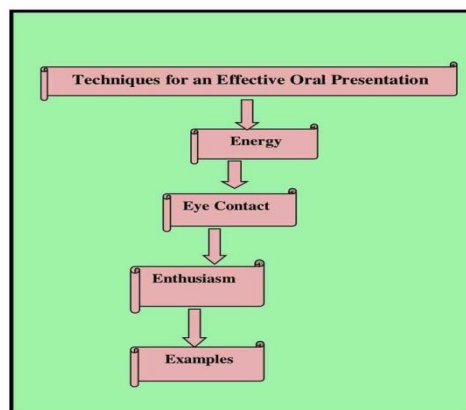 Techniques for an Effective Oral Presentation
Energy
Eye Contact
Enthusiasm
Examples